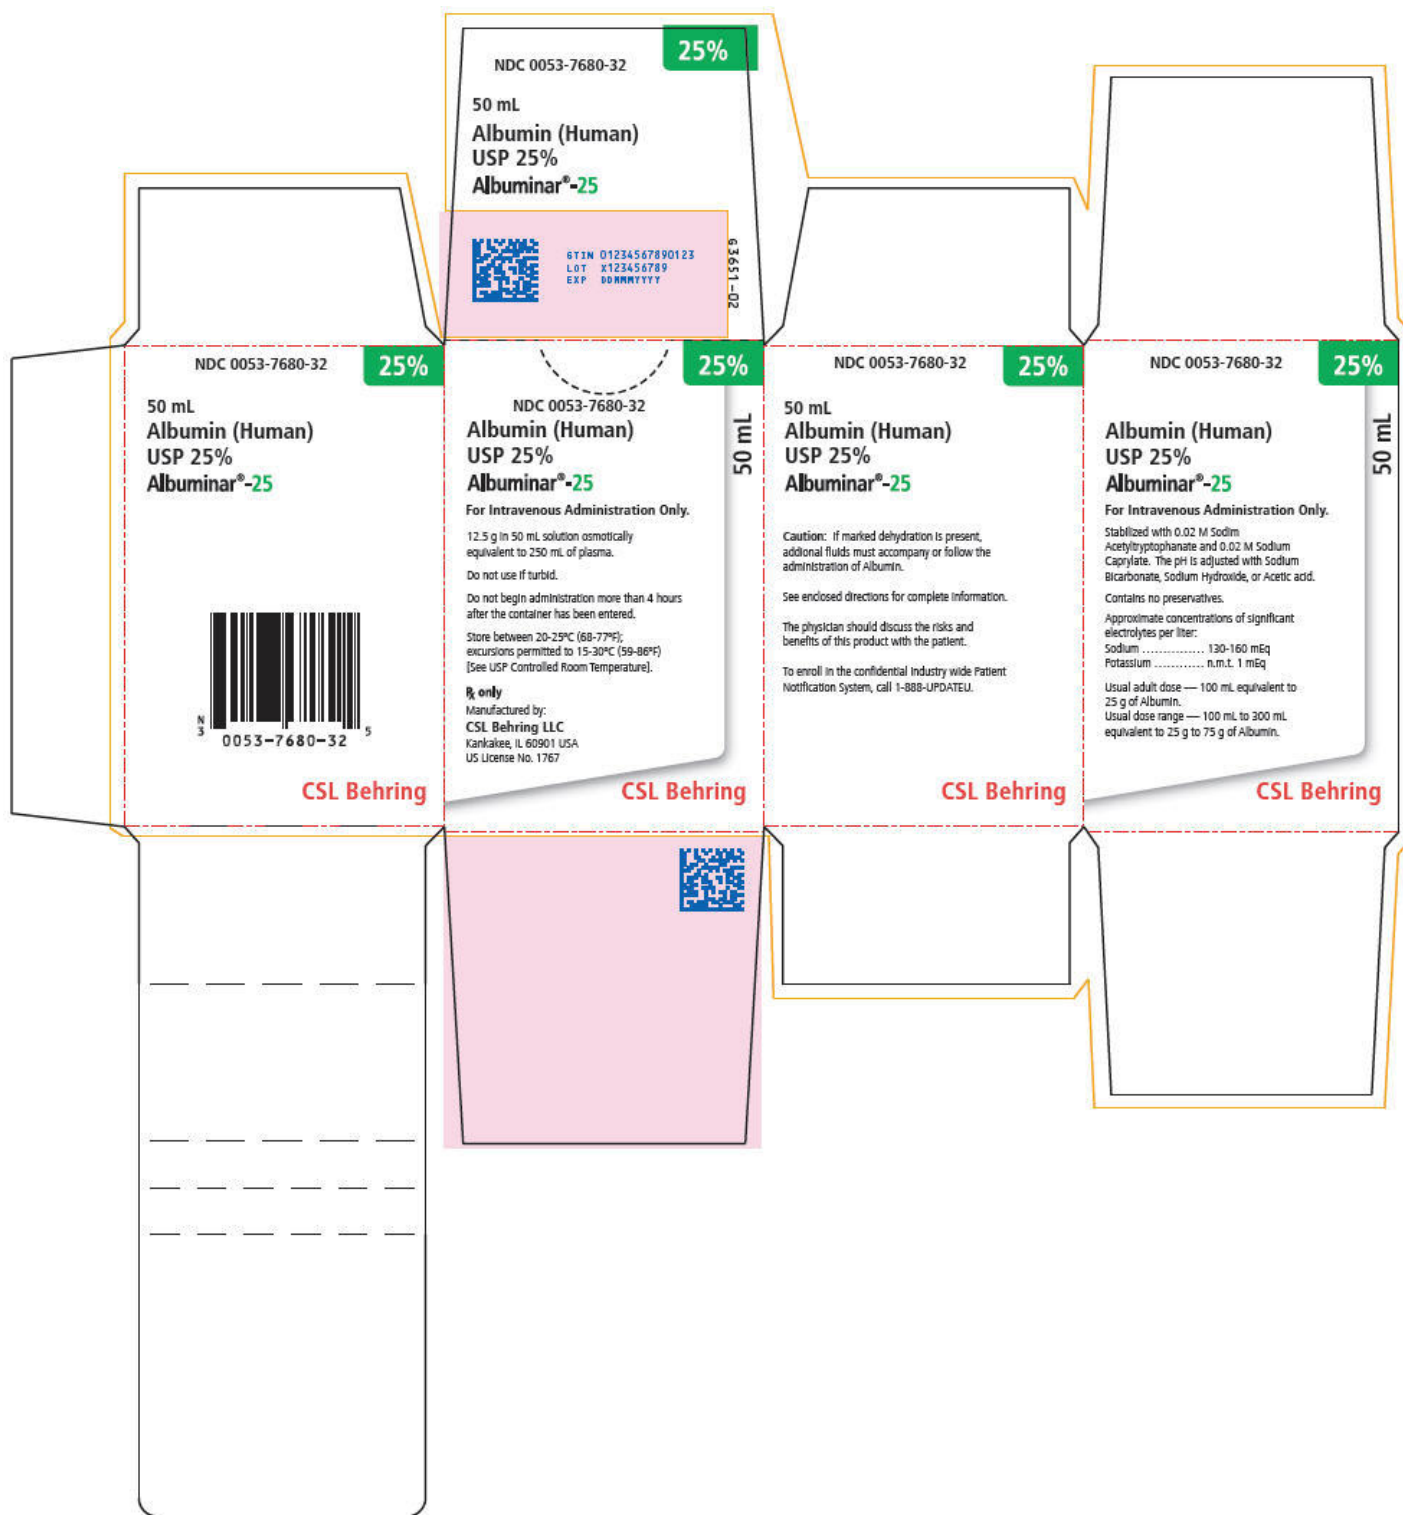 25%
NDC 0053-7680-32
50 mL
Albumin (Human)
USP 25%
Albuminar®-25
GTIN 01234567890123
LOT X123456789
EXP DDMMMYYYY
G3651-02
NDC 0053-7680-32
25%
50 mL
Albumin (Human)
USP 25%
Albuminar®-25
N
3
0053-7680-32
5
CSL Behring
25%
NDC 0053-7680-32
50 mL
Albumin (Human)
USP 25%
Albuminar®-25
For Intravenous Administration Only.
12.5 g in 50 mL solution osmotically
equivalent to 250 mL of plasma.
Do not use if turbid.
Do not begin administration more than 4 hours
after the container has been entered.
Store between 20-25ºC (68-77ºF);
excursions permitted to 15-30ºC (59-86ºF)
[See USP Controlled Room Temperature].
℞ only
Manufactured by:
CSL Behring LLC
Kankakee, IL 60901 USA
US License No. 1767
CSL Behring
NDC 0053-7680-32
25%
50 mL
Albumin (Human)
USP 25%
Albuminar®-25
Caution: If marked dehydration is present,
addional fluids must accompany or follow the
administration of Albumin.
See enclosed directions for complete information.
The physician should discuss the risks and
benefits of this product with the patient.
To enroll in the confidential industry wide Patient
Notification System, call 1-888-UPDATEU.
CSL Behring
NDC 0053-7680-32
25%
50 mL
Albumin (Human)
USP 25%
Albuminar®-25
For Intravenous Administration Only.
Stabilized with 0.02 M Sodim
Acetyltryptophanate and 0.02 M Sodium
Caprylate. The pH is adjusted with Sodium
Bicarbonate, Sodium Hydroxide, or Acetic acid.
Contains no preservatives.
Approximate concentrations of significant
electrolytes per liter:
Sodium ............... 130-160 mEq
Potassium ............ n.m.t. 1 mEq
Usual adult dose — 100 mL equivalent to
25 g of Albumin.
Usual dose range — 100 mL to 300 mL
equivalent to 25 g to 75 g of Albumin.
CSL Behring